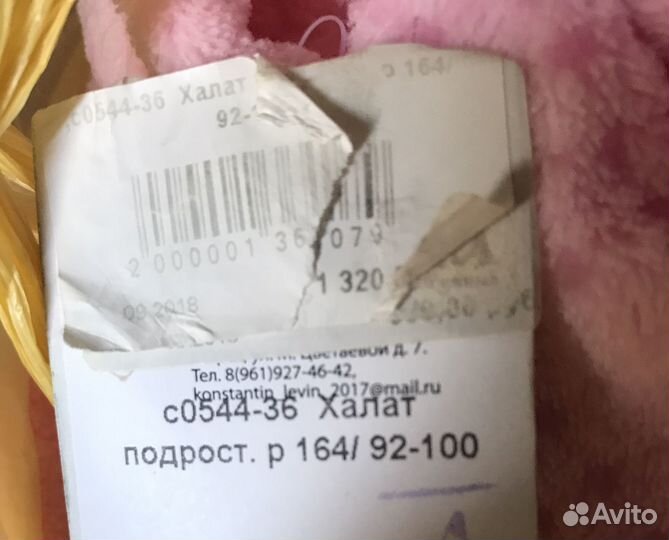 с0544-36 Халат р 164/
92-
2 000001 36 079
1 320
09.2018
Цветаевой д. 7.
Тел. 8(961)927-46-42,
konstantin_levin_2017@mail.ru
с0544-36 Халат
подрост. р 164/ 92-100
Avito